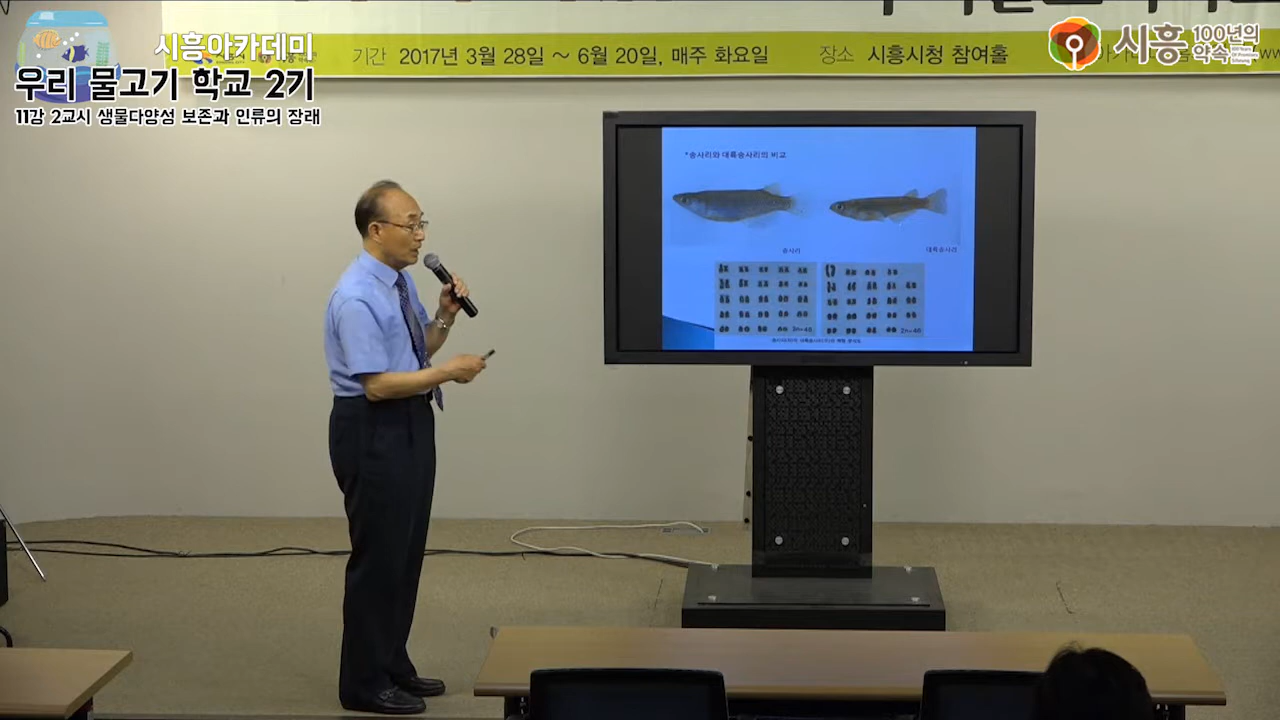 시흥아카데미
우리 물고기 학교 2기
11강 2교시 생물다양성 보존과 인류의 장래
기간 2017년 3월 28일 ~ 6월 20일, 매주 화요일 장소 시흥시청 참여홀
시흥 100년의 약속
*송사리와 대륙송사리의 비교
송사리
대륙송사리
2n=48
2n=46